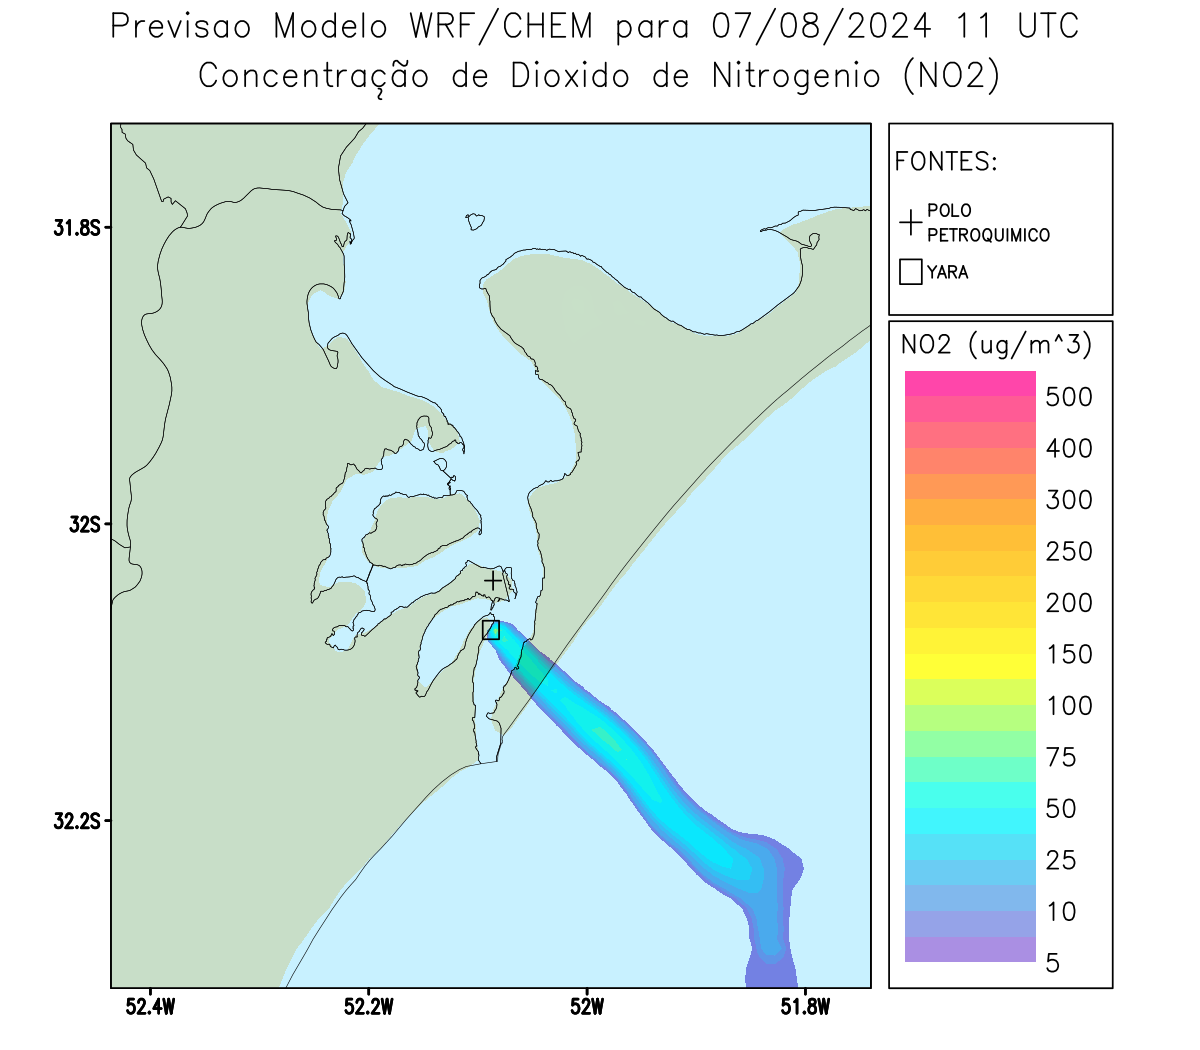 Previsao Modelo WRF/CHEM para 07/08/2024 11 UTC
Concentração de Dioxido de Nitrogenio (NO2)
FONTES:
POLO
PETROQUIMICO
YARA
NO2 (ug/m^3)
500
400
300
250
200
150
100
75
50
25
10
5
31.8S
32S
32.2S
52.4W
52.2W
52W
51.8W